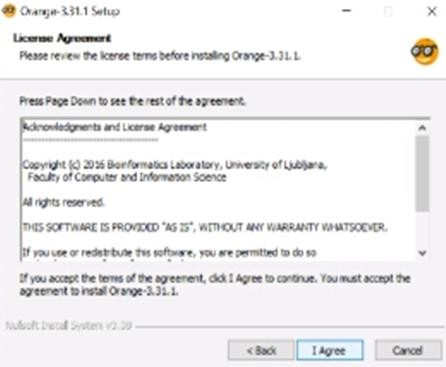 Orange-3.31.1 Setup
License Agreement
Please review the license terms before installing Orange-3.31.1.
Press Page Down to see the rest of the agreement.
Acknowledgments and License Agreement
----------------------------------------
Copyright (c) 2016 Bioinformatics Laboratory, University of Ljubljana,
Faculty of Computer and Information Science
All rights reserved.
THIS SOFTWARE IS PROVIDED "AS IS", WITHOUT ANY WARRANTY WHATSOEVER.
If you use or redistribute this software, you are permitted to do so
If you accept the terms of the agreement, click I Agree to continue. You must accept the
agreement to install Orange-3.31.1.
Nullsoft Install System
< Back
I Agree
Cancel